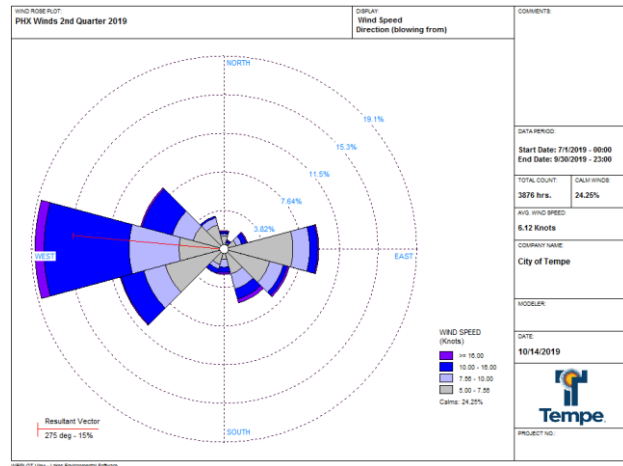 WIND ROSE PLOT:
PHX Winds 2nd Quarter 2019
DISPLAY:
Wind Speed
Direction (blowing from)
NORTH
19.1%
15.3%
11.5%
7.64%
3.82%
WEST
EAST
SOUTH
WIND SPEED
(Knots)
>= 16.00
10.00 - 16.00
7.56 - 10.00
5.00 - 7.56
Calms: 24.25%
Resultant Vector
275 deg - 15%
COMMENTS:
DATA PERIOD:
Start Date: 7/1/2019 - 00:00
End Date: 9/30/2019 - 23:00
TOTAL COUNT:
3876 hrs.
CALM WINDS:
24.25%
AVG. WIND SPEED:
6.12 Knots
COMPANY NAME:
City of Tempe
MODELER:
DATE:
10/14/2019
Tempe.
PROJECT NO.:
WRPLOT View - Lakes Environmental Software